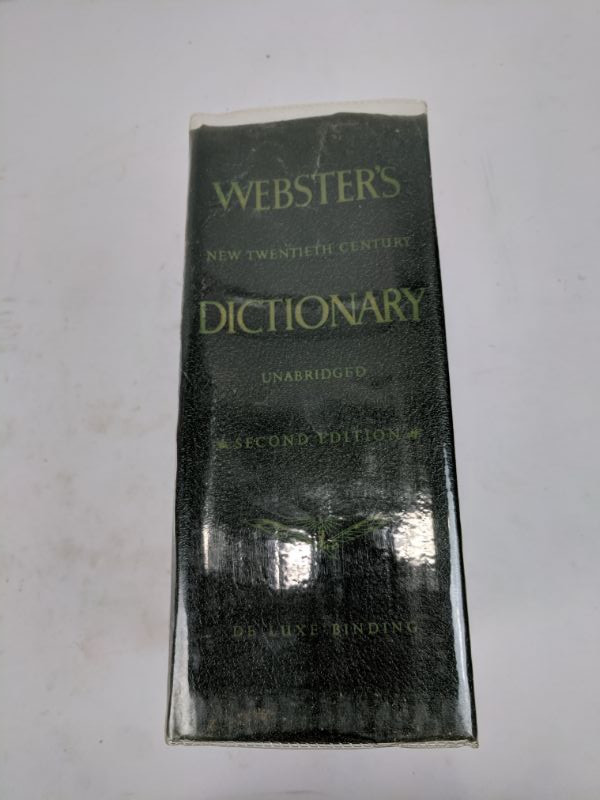 WEBSTER'S
NEW TWENTIETH CENTURY
DICTIONARY
UNABRIDGED
SECOND EDITION
DE LUXE BINDING